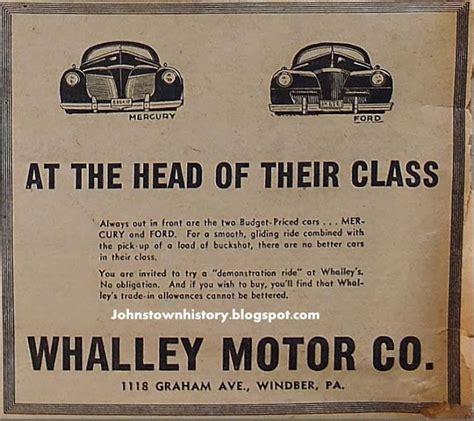 MERCURY
FORD
AT THE HEAD OF THEIR CLASS
Always out in front are the two Budget-Priced cars . . . MER-
CURY and FORD. For a smooth, gliding ride combined with
the pick-up of a load of buckshot, there are no better cars
in their class.
You are invited to try a "demonstration ride" at Whalley's.
No obligation. And if you wish to buy, you'll find that Whal-
ley's trade-in allowances cannot be bettered.
Johnstownhistory.blogspot.com
WHALLEY MOTOR CO.
1118 GRAHAM AVE., WINDBER, PA.